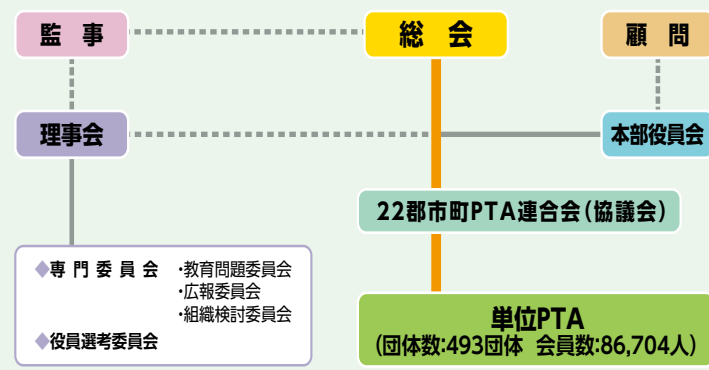 監事
総会
顧問
理事会
本部役員会
22郡市町PTA連合会(協議会)
◆専門委員会 ・教育問題委員会
・広報委員会
・組織検討委員会
◆役員選考委員会
単位PTA
(団体数:493団体 会員数:86,704人)